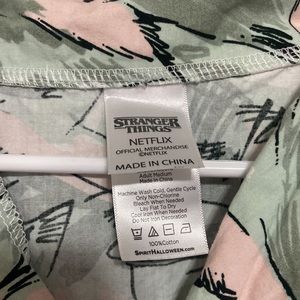 STRANGER
THINGS
NETFLIX
OFFICIAL MERCHANDISE
©NETFLIX
MADE IN CHINA
Made In China
Adult Medium
Machine Wash Cold, Gentle Cycle
Only Non-Chlorine
Bleach When Needed
Lay Flat To Dry
Cool Iron When Needed
Do Not Iron Decoration
100%Cotton
SPIRITHALLOWEEN.COM